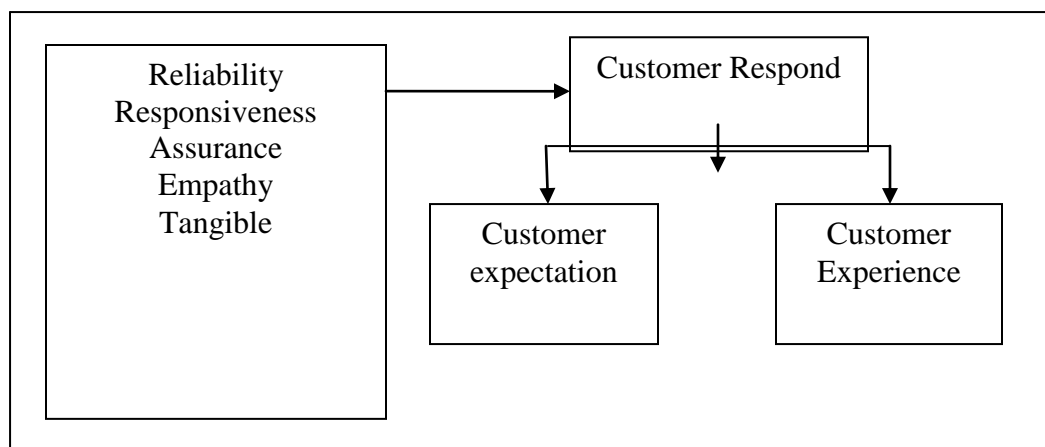 Reliability
Responsiveness
Assurance
Empathy
Tangible
Customer Respond
Customer
expectation
Customer
Experience